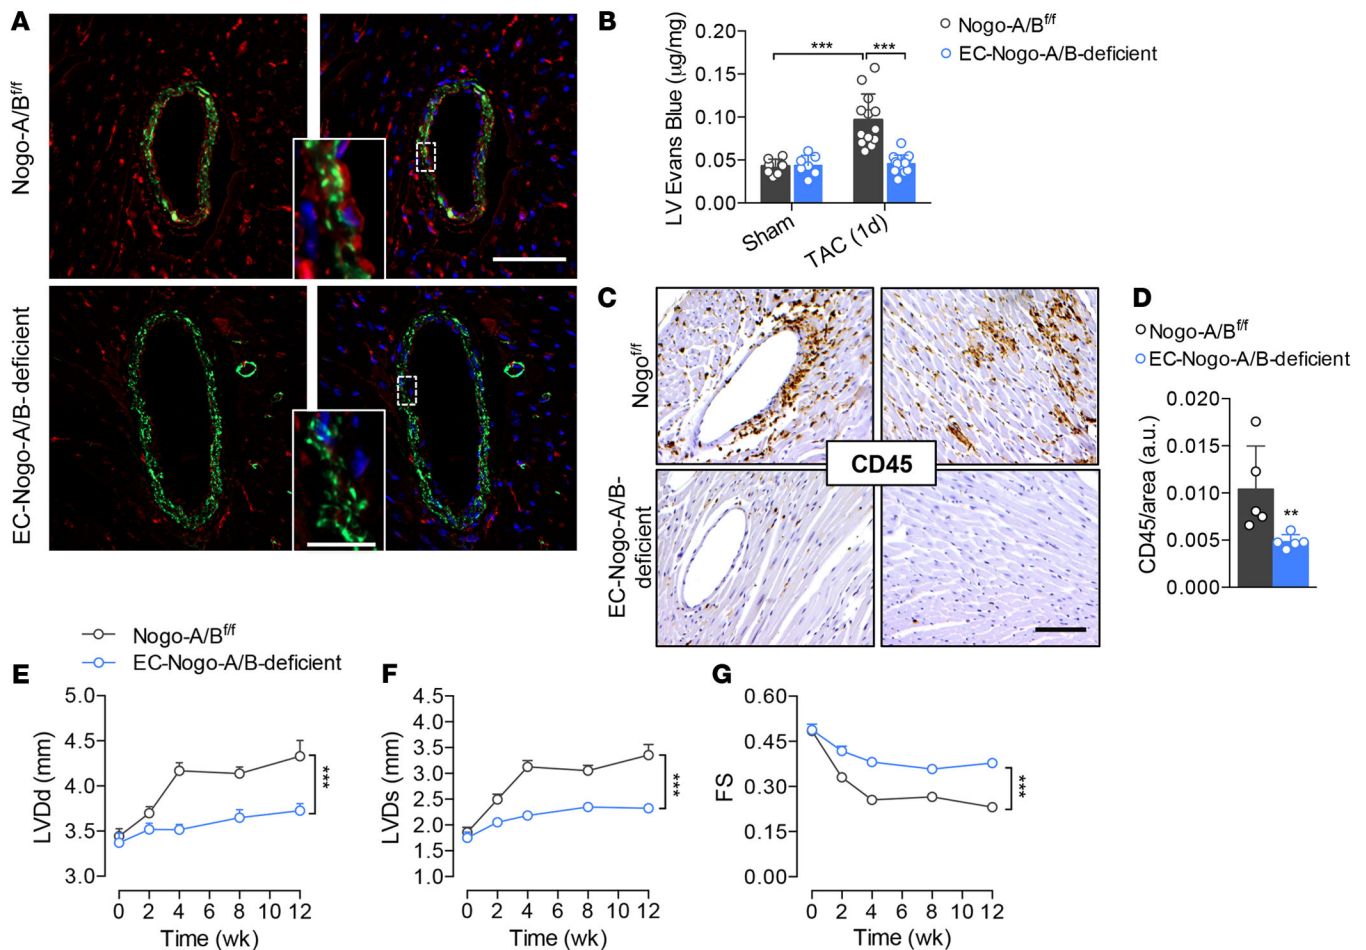 A
Nogo-A/B^f/f
EC-Nogo-A/B-deficient
B
Nogo-A/B^f/f
EC-Nogo-A/B-deficient
LV Evans Blue (μg/mg)
0.20
0.15
0.10
0.05
0.00
***
***
Sham
TAC (1d)
C
Nogo^f/f
EC-Nogo-A/B-
deficient
CD45
D
Nogo-A/B^f/f
EC-Nogo-A/B-deficient
CD45/area (a.u.)
0.020
0.015
0.010
0.005
0.000
**
Nogo-A/B^f/f
EC-Nogo-A/B-deficient
E
LVDd (mm)
5.0
4.5
4.0
3.5
3.0
***
0 2 4 6 8 10 12
Time (wk)
F
LVDs (mm)
4.5
4.0
3.5
3.0
2.5
2.0
1.5
1.0
***
0 2 4 6 8 10 12
Time (wk)
G
FS
0.60
0.45
0.30
0.15
0.00
***
0 2 4 6 8 10 12
Time (wk)